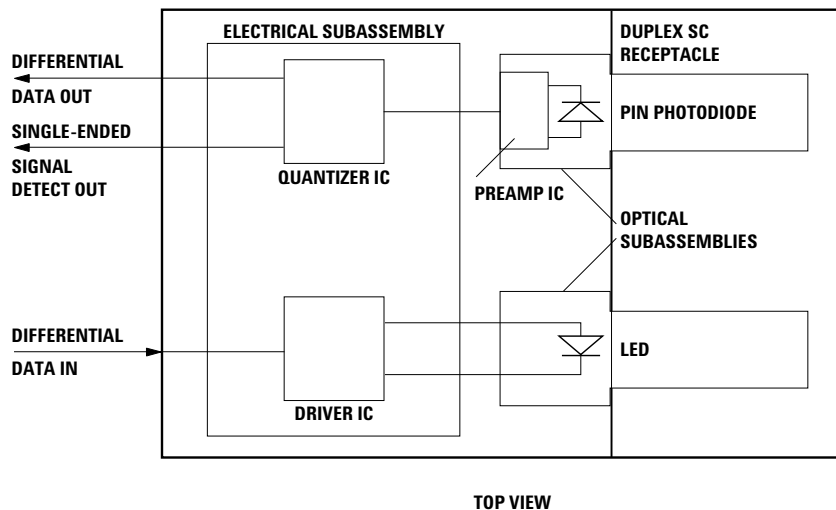 ELECTRICAL SUBASSEMBLY
DUPLEX SC
RECEPTACLE
DIFFERENTIAL
DATA OUT
SINGLE-ENDED
SIGNAL
DETECT OUT
QUANTIZER IC
PREAMP IC
PIN PHOTODIODE
OPTICAL
SUBASSEMBLIES
DIFFERENTIAL
DATA IN
DRIVER IC
LED
TOP VIEW